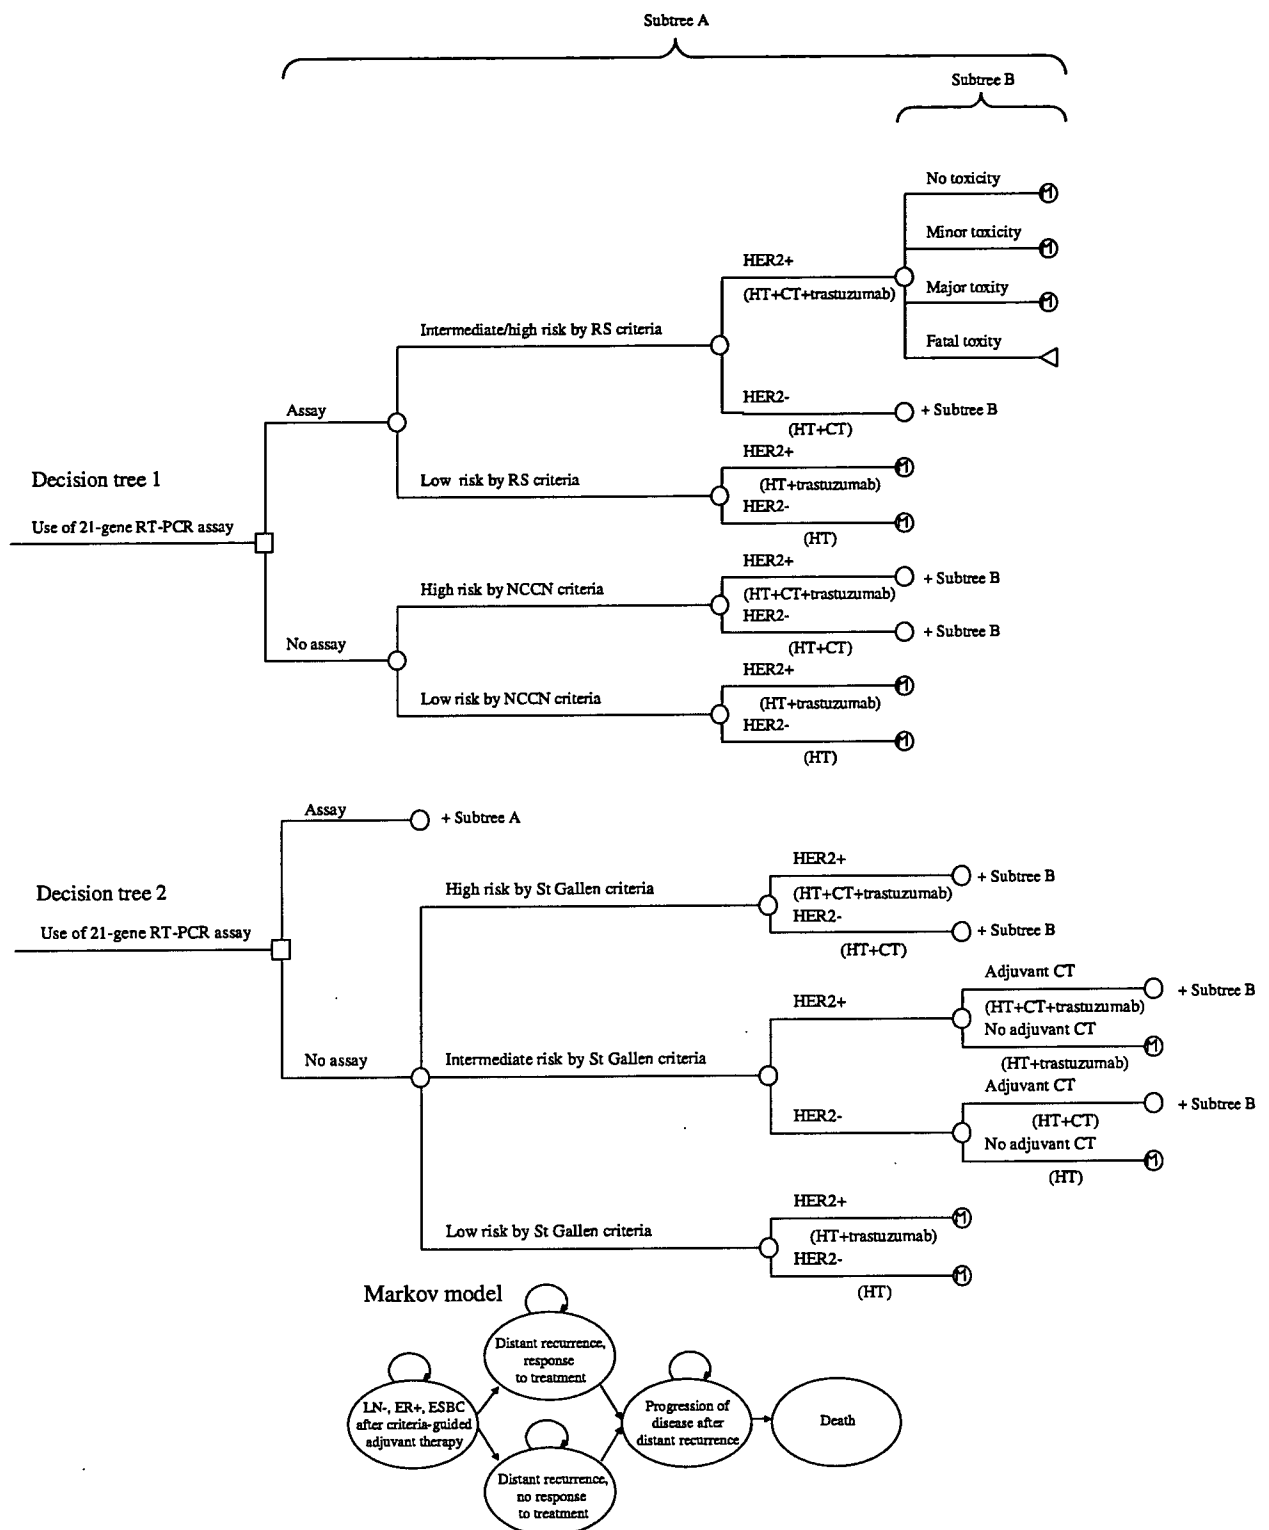 Subtree A
Subtree B
No toxicity
M
Minor toxicity
M
HER2+
(HT+CT+trastuzumab)
Major toxity
M
Intermediate/high risk by RS criteria
Fatal toxity
Assay
HER2-
+ Subtree B
(HT+CT)
HER2+
M
Decision tree 1
Low risk by RS criteria
(HT+trastuzumab)
HER2-
M
Use of 21-gene RT-PCR assay
(HT)
HER2+
+ Subtree B
High risk by NCCN criteria
(HT+CT+trastuzumab)
HER2-
+ Subtree B
No assay
(HT+CT)
HER2+
M
Low risk by NCCN criteria
(HT+trastuzumab)
HER2-
M
(HT)
Assay
+ Subtree A
HER2+
+ Subtree B
Decision tree 2
High risk by St Gallen criteria
(HT+CT+trastuzumab)
HER2-
+ Subtree B
Use of 21-gene RT-PCR assay
(HT+CT)
Adjuvant CT
+ Subtree B
HER2+
(HT+CT+trastuzumab)
No adjuvant CT
M
No assay
Intermediate risk by St Gallen criteria
(HT+trastuzumab)
Adjuvant CT
+ Subtree B
HER2-
(HT+CT)
No adjuvant CT
M
(HT)
HER2+
M
Low risk by St Gallen criteria
(HT+trastuzumab)
HER2-
M
(HT)
Markov model
Distant recurrence,
response
to treatment
LN-, ER+, ESBC
after criteria-guided
adjuvant therapy
Progression of
disease after
distant recurrence
Death
Distant recurrence,
no response
to treatment